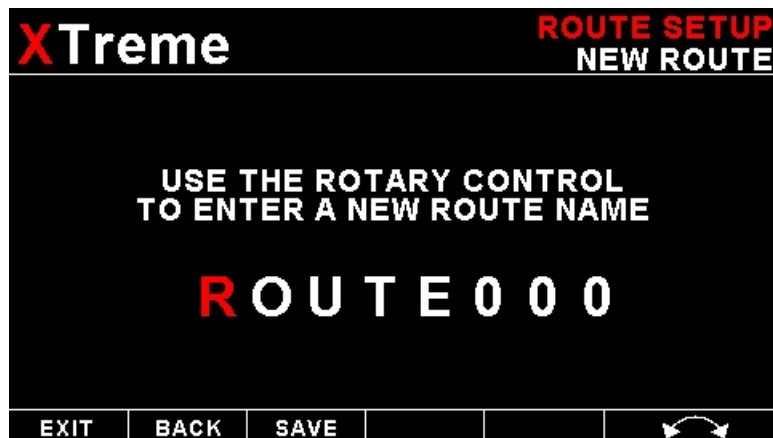 XTreme
ROUTE SETUP
NEW ROUTE
USE THE ROTARY CONTROL
TO ENTER A NEW ROUTE NAME
ROUTE000
EXIT BACK SAVE